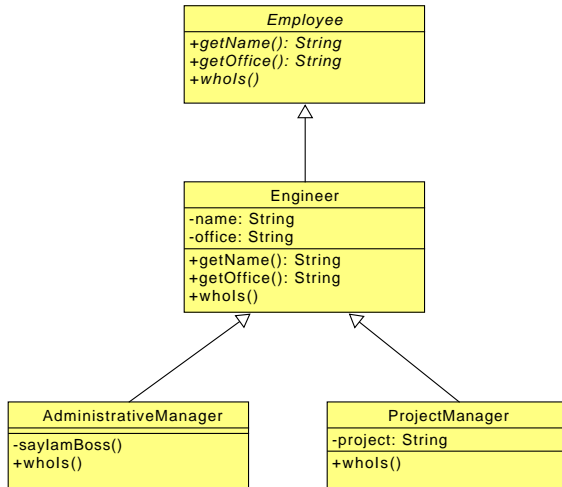 Employee
+getName(): String
+getOffice(): String
+whoIs()
Engineer
-name: String
-office: String
+getName(): String
+getOffice(): String
+whoIs()
AdministrativeManager
-sayIamBoss()
+whoIs()
ProjectManager
-project: String
+whoIs()